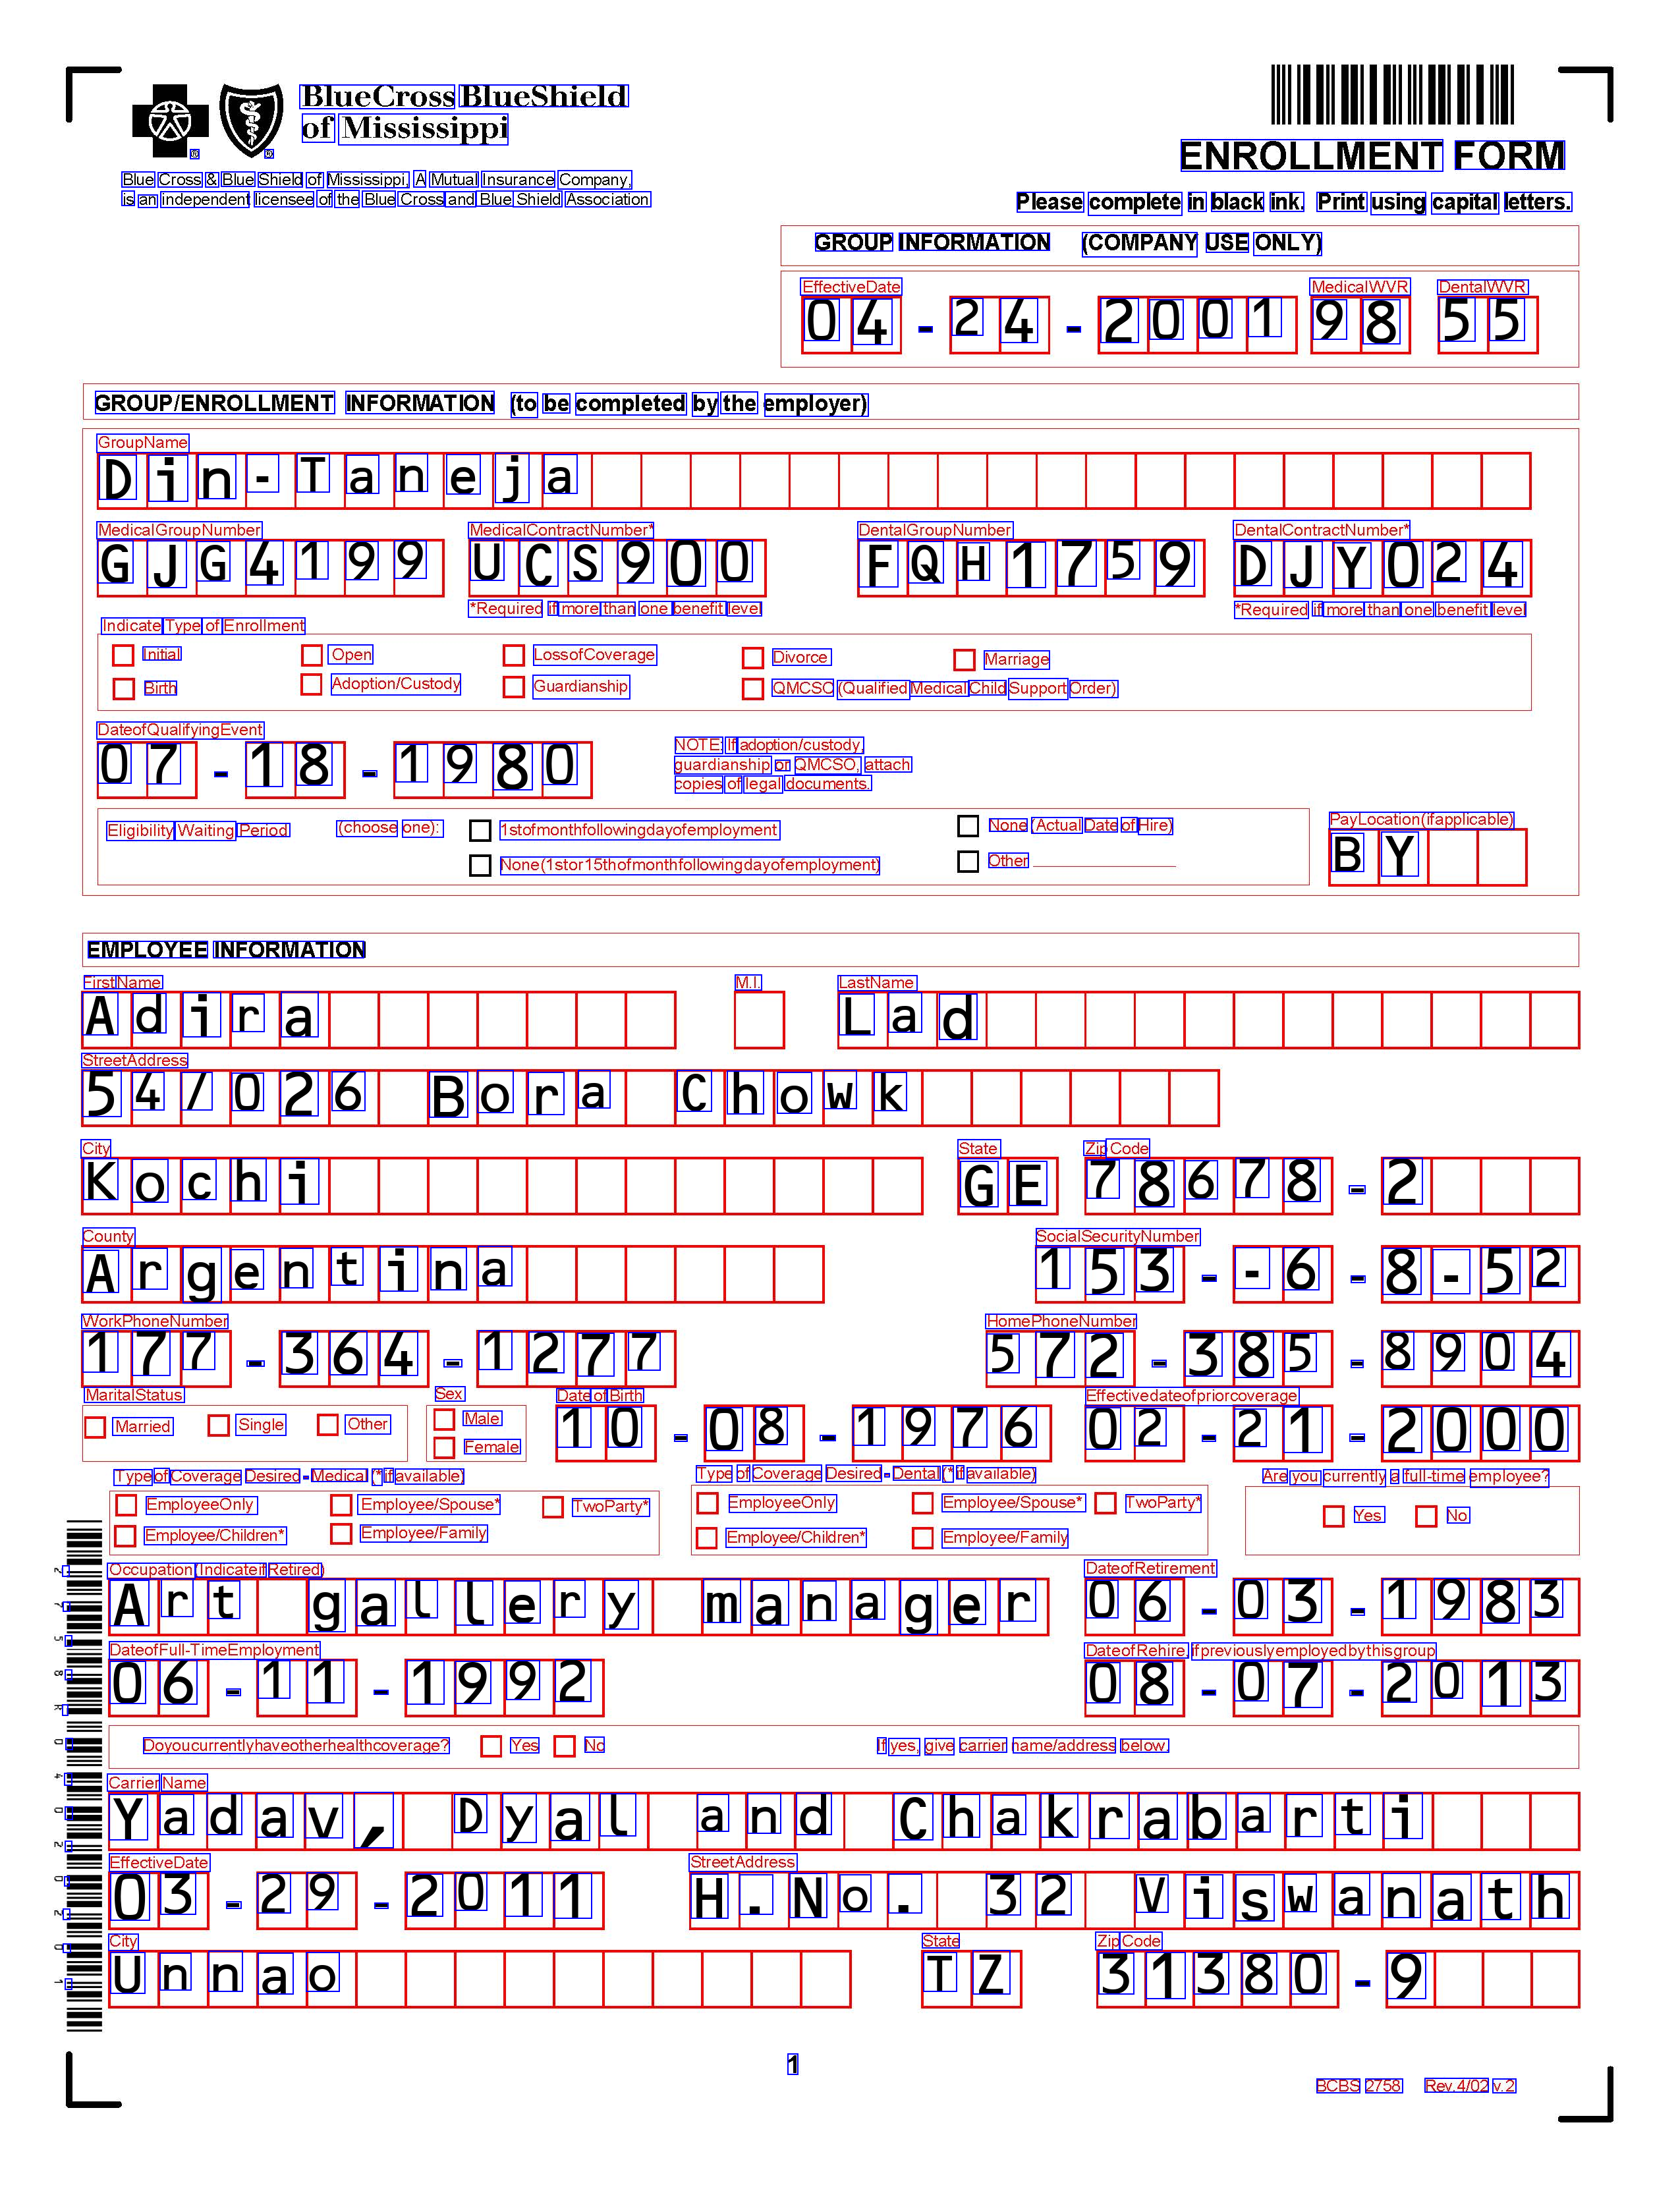 BlueCross BlueShield
of Mississippi
® ®
Blue Cross & Blue Shield of Mississippi, A Mutual Insurance Company,
is an independent licensee of the Blue Cross and Blue Shield Association
ENROLLMENT FORM
Please complete in black ink. Print using capital letters.
GROUP INFORMATION (COMPANY USE ONLY)
EffectiveDate MedicalWVR DentalWVR
04-24-2001 98 55
GROUP/ENROLLMENT INFORMATION (to be completed by the employer)
GroupName
Din-Taneja
MedicalGroupNumber MedicalContractNumber* DentalGroupNumber DentalContractNumber*
GJG4199 UCS900 FQH1759 DJY024
*Required if more than one benefit level *Required if more than one benefit level
Indicate Type of Enrollment
Initial Open LossofCoverage Divorce Marriage
Birth Adoption/Custody Guardianship QMCSO (Qualified Medical Child Support Order)
DateofQualifyingEvent
07-18-1980
NOTE: If adoption/custody,
guardianship or QMCSO, attach
copies of legal documents.
Eligibility Waiting Period (choose one): 1stofmonthfollowingdayofemployment None (Actual Date of Hire)
None(1stor15thofmonthfollowingdayofemployment) Other
PayLocation(ifapplicable)
BY
EMPLOYEE INFORMATION
FirstName M.I. LastName
Adira Lad
StreetAddress
54/026 Bora Chowk
City State Zip Code
Kochi GE 78678-2
County SocialSecurityNumber
Argentina 153--6-8-52
WorkPhoneNumber HomePhoneNumber
177-364-1277 572-385-8904
MaritalStatus Sex Date of Birth Effectivedateofpriorcoverage
Married Single Other Male Female 10-08-1976 02-21-2000
Type of Coverage Desired-Medical (*if available) Type of Coverage Desired-Dental (*if available) Are you currently a full-time employee?
EmployeeOnly Employee/Spouse* TwoParty* EmployeeOnly Employee/Spouse* TwoParty* Yes No
Employee/Children* Employee/Family Employee/Children* Employee/Family
Occupation (Indicateif Retired) DateofRetirement
Art gallery manager 06-03-1983
DateofFull-TimeEmployment DateofRehire, ifpreviouslyemployedbythisgroup
06-11-1992 08-07-2013
Doyoucurrentlyhaveotherhealthcoverage? Yes No If yes, give carrier name/address below.
Carrier Name
Yadav, Dyal and Chakrabarti
EffectiveDate StreetAddress
03-29-2011 H.No. 32 Viswanath
City State Zip Code
Unnao TZ 31380-9
1
BCBS 2758 Rev.4/02 v.2